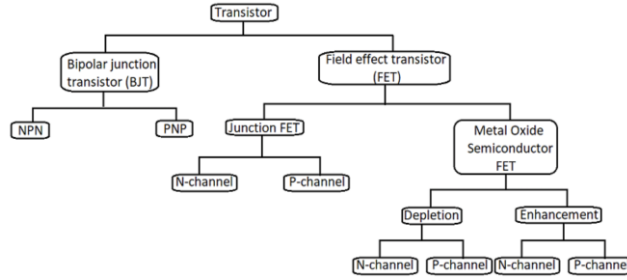 Transistor
Bipolar junction
transistor (BJT)
Field effect transistor
(FET)
NPN
PNP
Junction FET
Metal Oxide
Semiconductor
FET
N-channel
P-channel
Depletion
Enhancement
N-channel
P-channel
N-channel
P-channel